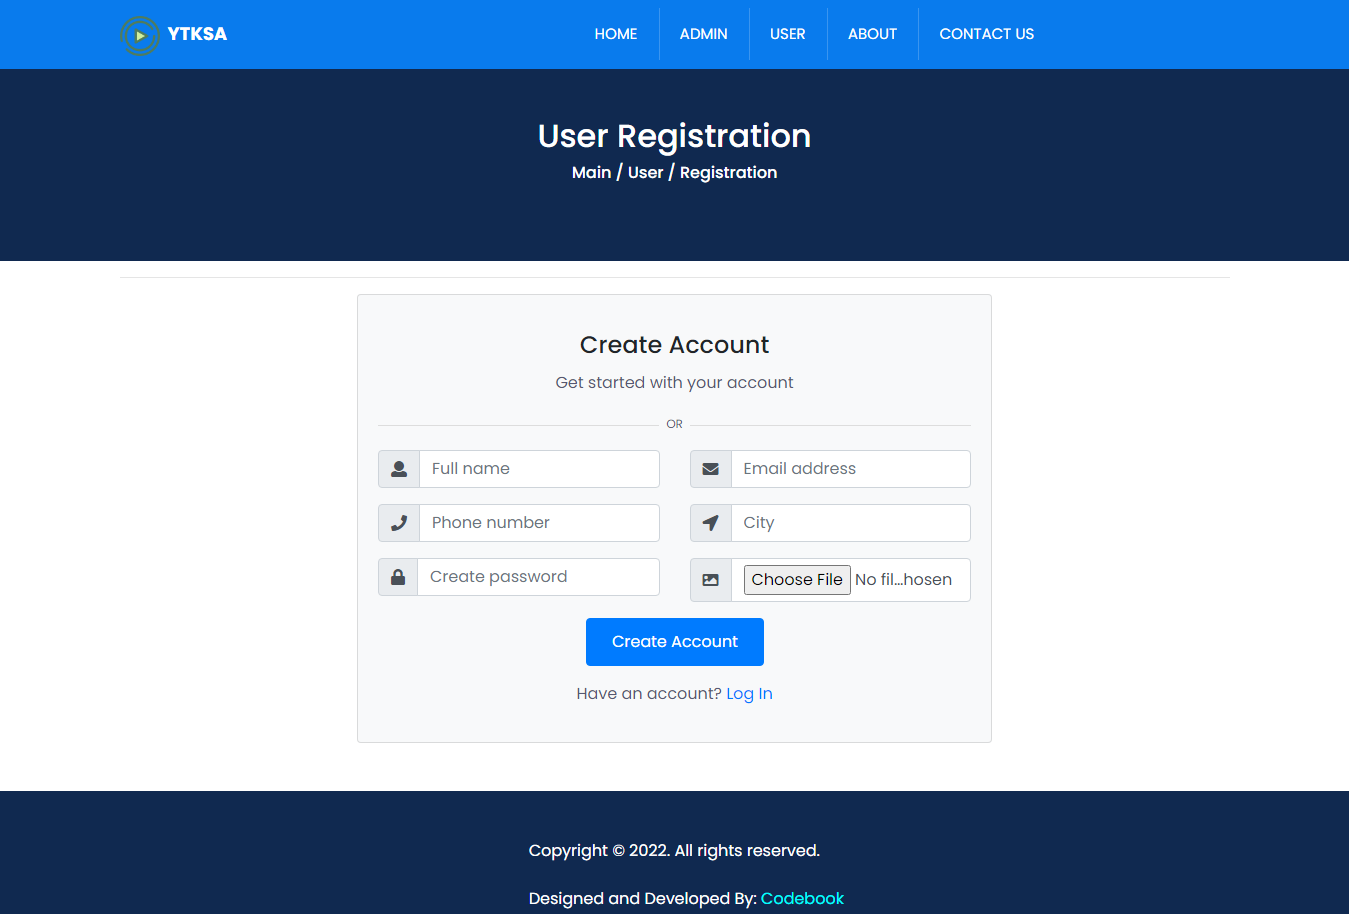 YTKSA HOME ADMIN USER ABOUT CONTACT US
User Registration
Main / User / Registration
Create Account
Get started with your account
OR
Full name Email address
Phone number City
Create password Choose File No fil...hosen
Create Account
Have an account? Log In
Copyright © 2022. All rights reserved.
Designed and Developed By: Codebook